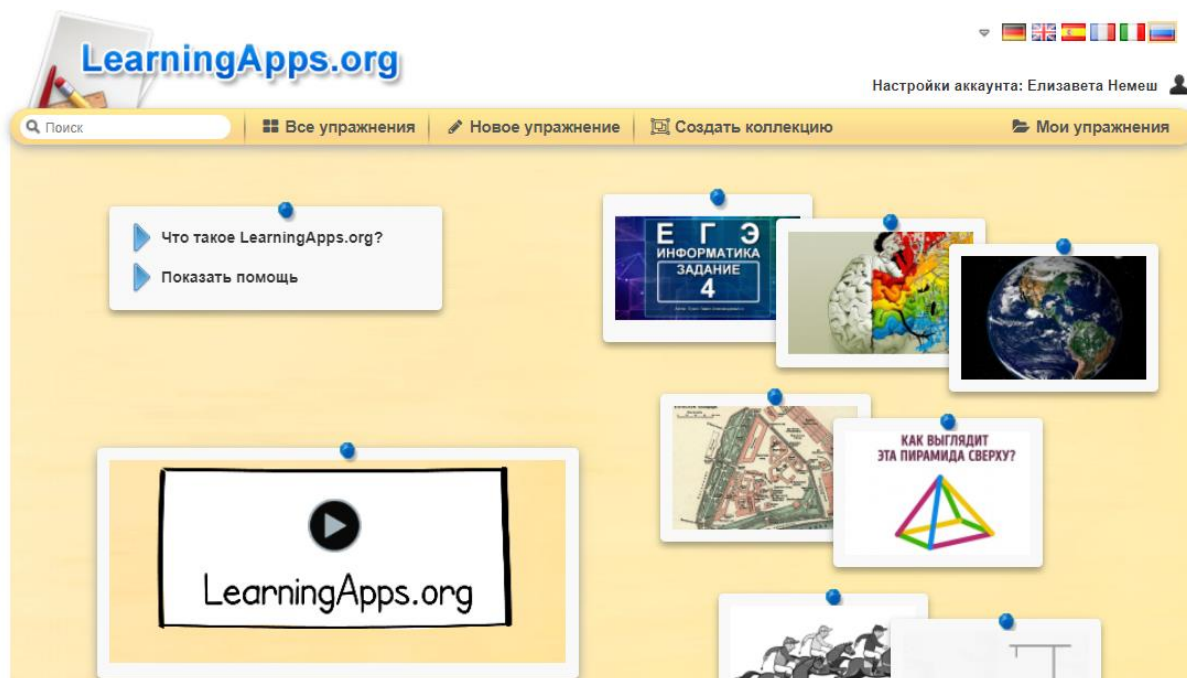 LearningApps.org
Настройки аккаунта: Елизавета Немеш
Поиск
Все упражнения
Новое упражнение
Создать коллекцию
Мои упражнения
Что такое LearningApps.org?
Показать помощь
ЕГЭ
ИНФОРМАТИКА
ЗАДАНИЕ
4
КАК ВЫГЛЯДИТ
ЭТА ПИРАМИДА СВЕРХУ?
LearningApps.org